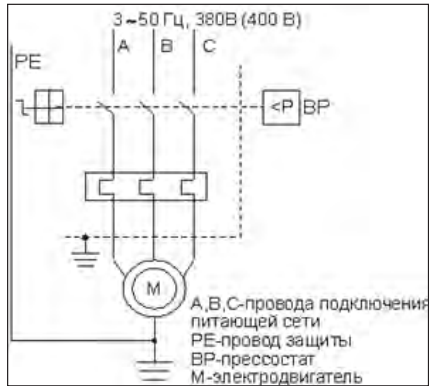 3~50 Гц, 380В (400 В)
A B C
PE
<P BP
M
А,В,С-провода подключения
питающей сети
PE-провод защиты
BP-прессостат
М-электродвигатель